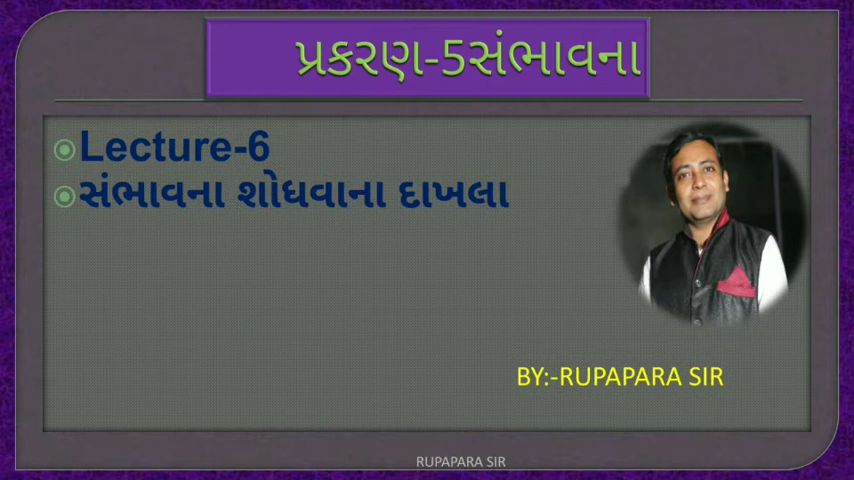 પ્રકરણ-5સંભાવના
Lecture-6
સંભાવના શોધવાના દાખલા
BY:-RUPAPARA SIR
RUPAPARA SIR